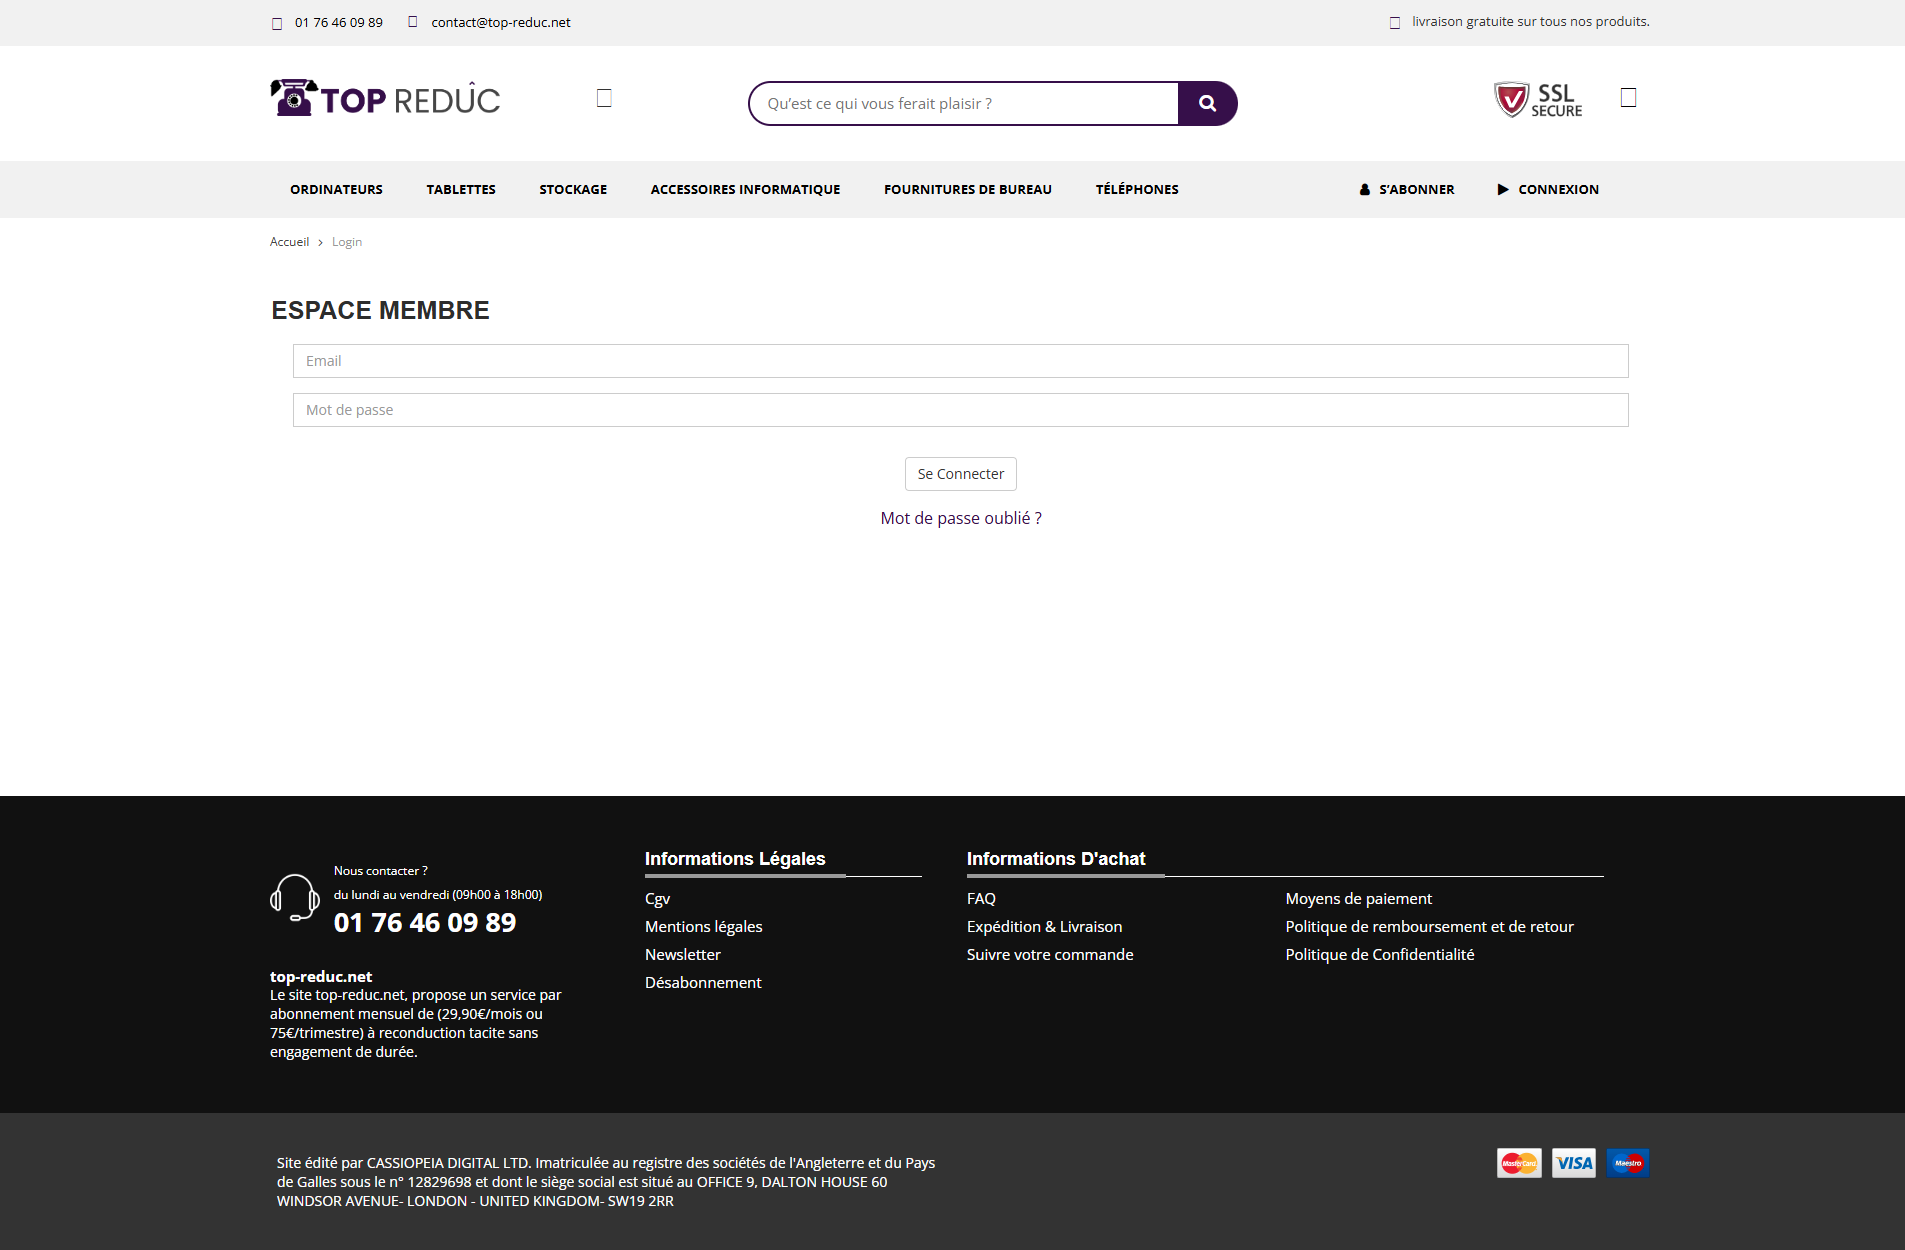 01 76 46 09 89 contact@top-reduc.net livraison gratuite sur tous nos produits.
TOP REDÛC Qu’est ce qui vous ferait plaisir ? SSL
SECURE
ORDINATEURS TABLETTES STOCKAGE ACCESSOIRES INFORMATIQUE FOURNITURES DE BUREAU TÉLÉPHONES S’ABONNER CONNEXION
Accueil > Login
ESPACE MEMBRE
Email
Mot de passe
Se Connecter
Mot de passe oublié ?
Nous contacter ?
du lundi au vendredi (09h00 à 18h00)
01 76 46 09 89
top-reduc.net
Le site top-reduc.net, propose un service par
abonnement mensuel de (29,90€/mois ou
75€/trimestre) à reconduction tacite sans
engagement de durée.
Informations Légales
Cgv
Mentions légales
Newsletter
Désabonnement
Informations D'achat
FAQ
Expédition & Livraison
Suivre votre commande
Moyens de paiement
Politique de remboursement et de retour
Politique de Confidentialité
Site édité par CASSIOPEIA DIGITAL LTD. Imatriculée au registre des sociétés de l'Angleterre et du Pays
de Galles sous le n° 12829698 et dont le siège social est situé au OFFICE 9, DALTON HOUSE 60
WINDSOR AVENUE- LONDON - UNITED KINGDOM- SW19 2RR
MasterCard VISA Maestro